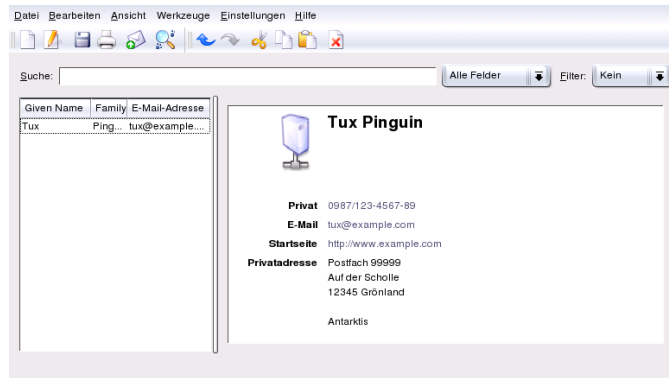 Datei Bearbeiten Ansicht Werkzeuge Einstellungen Hilfe
Suche: Alle Felder Filter: Kein
Given Name Family E-Mail-Adresse
Tux Ping... tux@example....
Tux Pinguin
Privat 0987/123-4567-89
E-Mail tux@example.com
Startseite http://www.example.com
Privatadresse Postfach 99999
Auf der Scholle
12345 Grönland
Antarktis